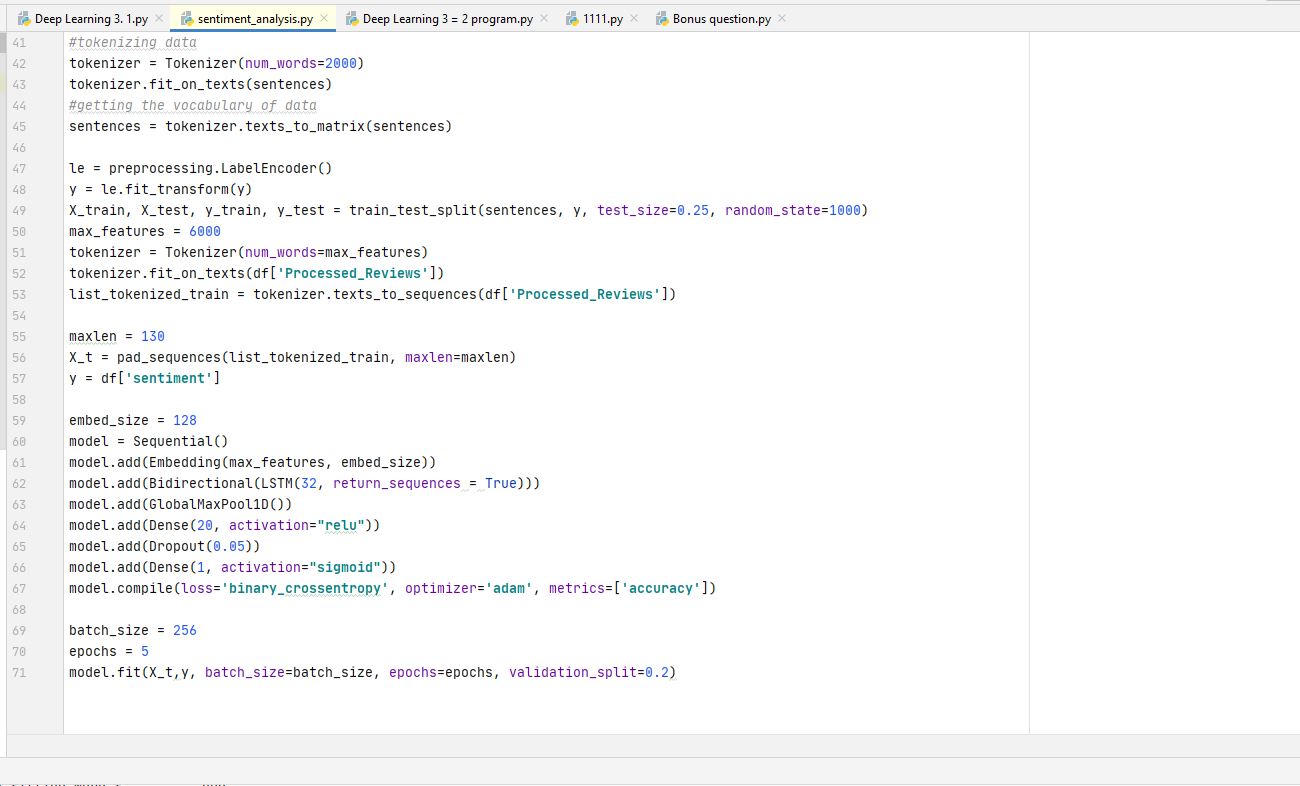 Deep Learning 3. 1.py sentiment_analysis.py Deep Learning 3 = 2 program.py 1111.py Bonus question.py
41 #tokenizing data
42 tokenizer = Tokenizer(num_words=2000)
43 tokenizer.fit_on_texts(sentences)
44 #getting the vocabulary of data
45 sentences = tokenizer.texts_to_matrix(sentences)
46
47 le = preprocessing.LabelEncoder()
48 y = le.fit_transform(y)
49 X_train, X_test, y_train, y_test = train_test_split(sentences, y, test_size=0.25, random_state=1000)
50 max_features = 6000
51 tokenizer = Tokenizer(num_words=max_features)
52 tokenizer.fit_on_texts(df['Processed_Reviews'])
53 list_tokenized_train = tokenizer.texts_to_sequences(df['Processed_Reviews'])
54
55 maxlen = 130
56 X_t = pad_sequences(list_tokenized_train, maxlen=maxlen)
57 y = df['sentiment']
58
59 embed_size = 128
60 model = Sequential()
61 model.add(Embedding(max_features, embed_size))
62 model.add(Bidirectional(LSTM(32, return_sequences = True)))
63 model.add(GlobalMaxPool1D())
64 model.add(Dense(20, activation="relu"))
65 model.add(Dropout(0.05))
66 model.add(Dense(1, activation="sigmoid"))
67 model.compile(loss='binary_crossentropy', optimizer='adam', metrics=['accuracy'])
68
69 batch_size = 256
70 epochs = 5
71 model.fit(X_t,y, batch_size=batch_size, epochs=epochs, validation_split=0.2)